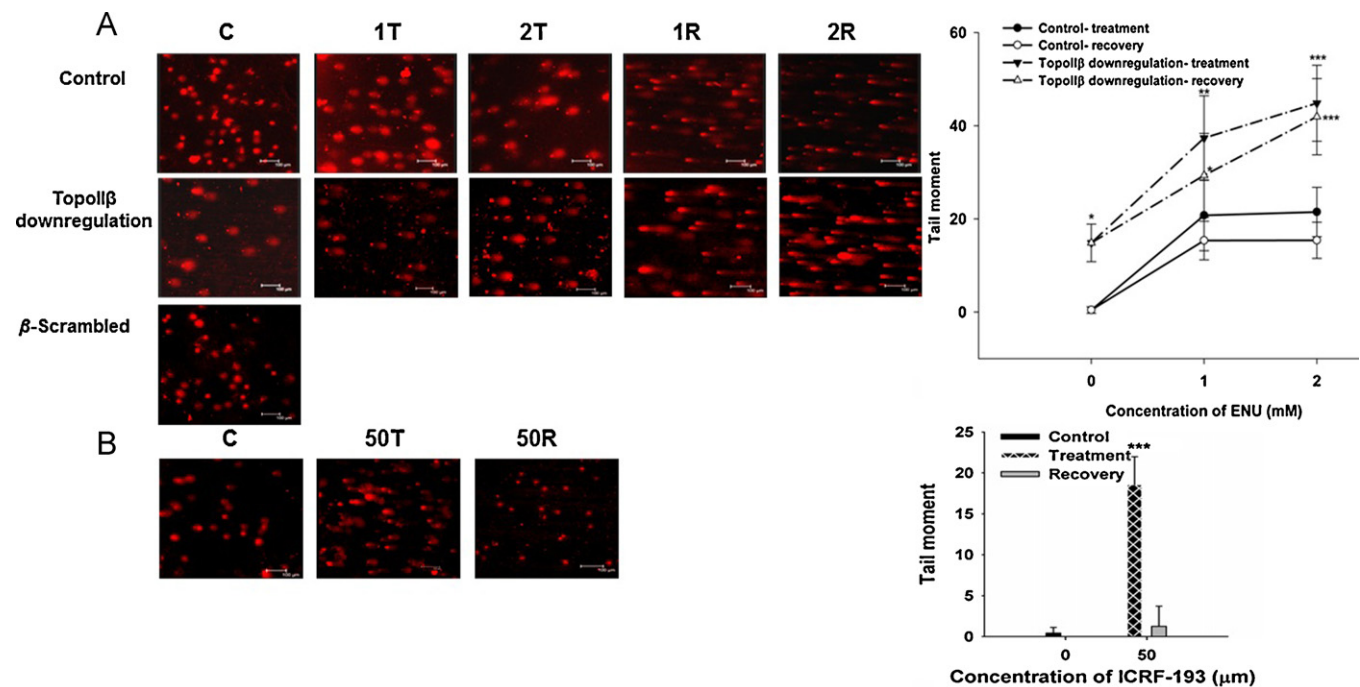 A
C 1T 2T 1R 2R
Control
TopoIIβ
downregulation
β-Scrambled
60
40
20
0
Tail moment
Control- treatment
Control- recovery
TopoIIβ downregulation- treatment
TopoIIβ downregulation- recovery
*
**
*
***
***
0 1 2
Concentration of ENU (mM)
B
C 50T 50R
25
20
15
10
5
0
Tail moment
Control
Treatment
Recovery
***
0 50
Concentration of ICRF-193 (μm)
100 μm